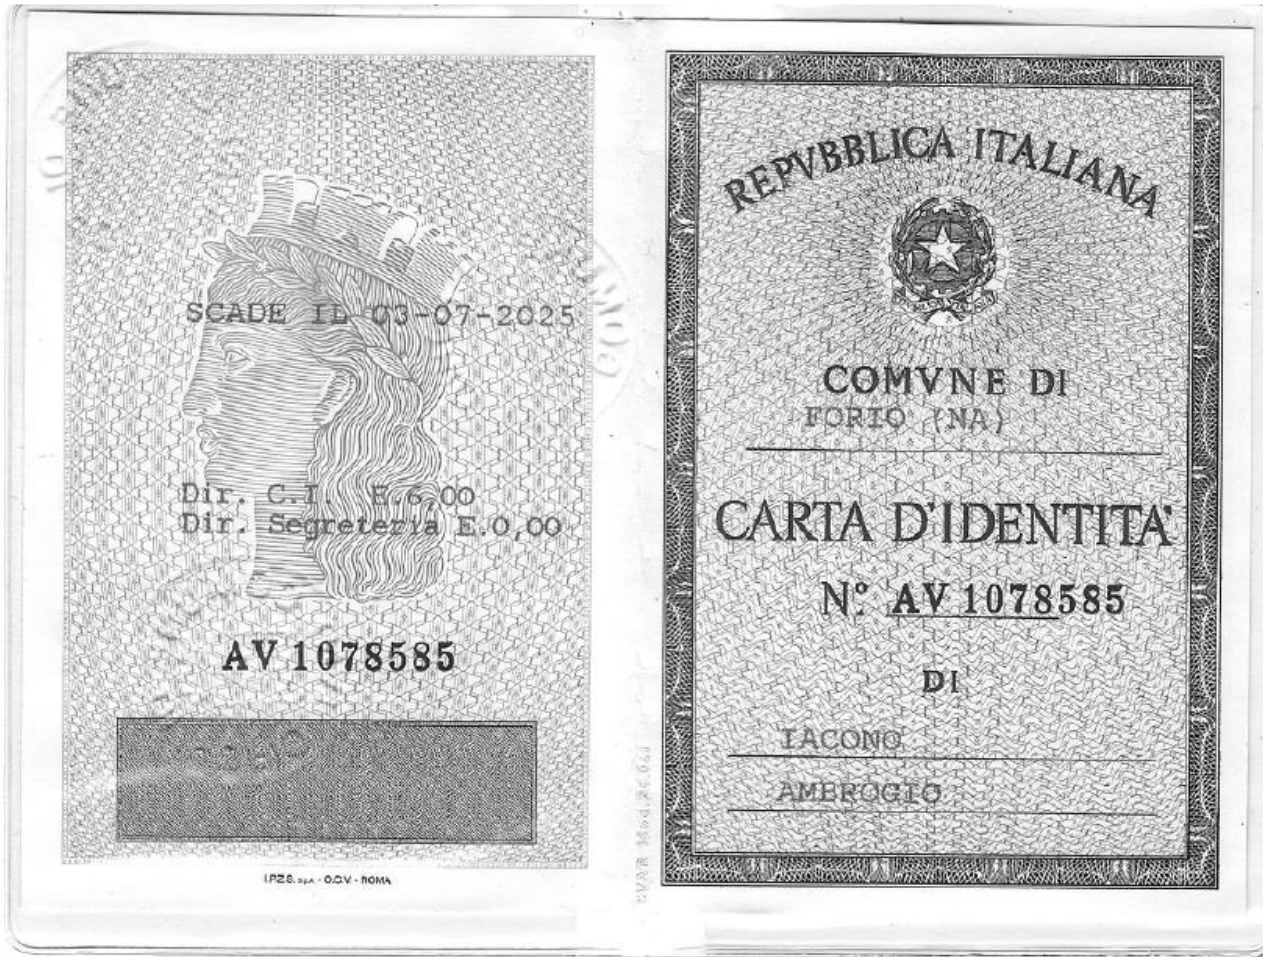 SCADE IL 03-07-2025
Dir. C.I. E.6,00
Dir. Segreteria E.0,00
AV 1078585
I.P.Z.S. S.p.A. - O.C.V. - ROMA
REPVBBLICA ITALIANA
COMVNE DI
FORIO (NA)
CARTA D'IDENTITA'
N° AV 1078585
DI
IACONO
AMBROGIO